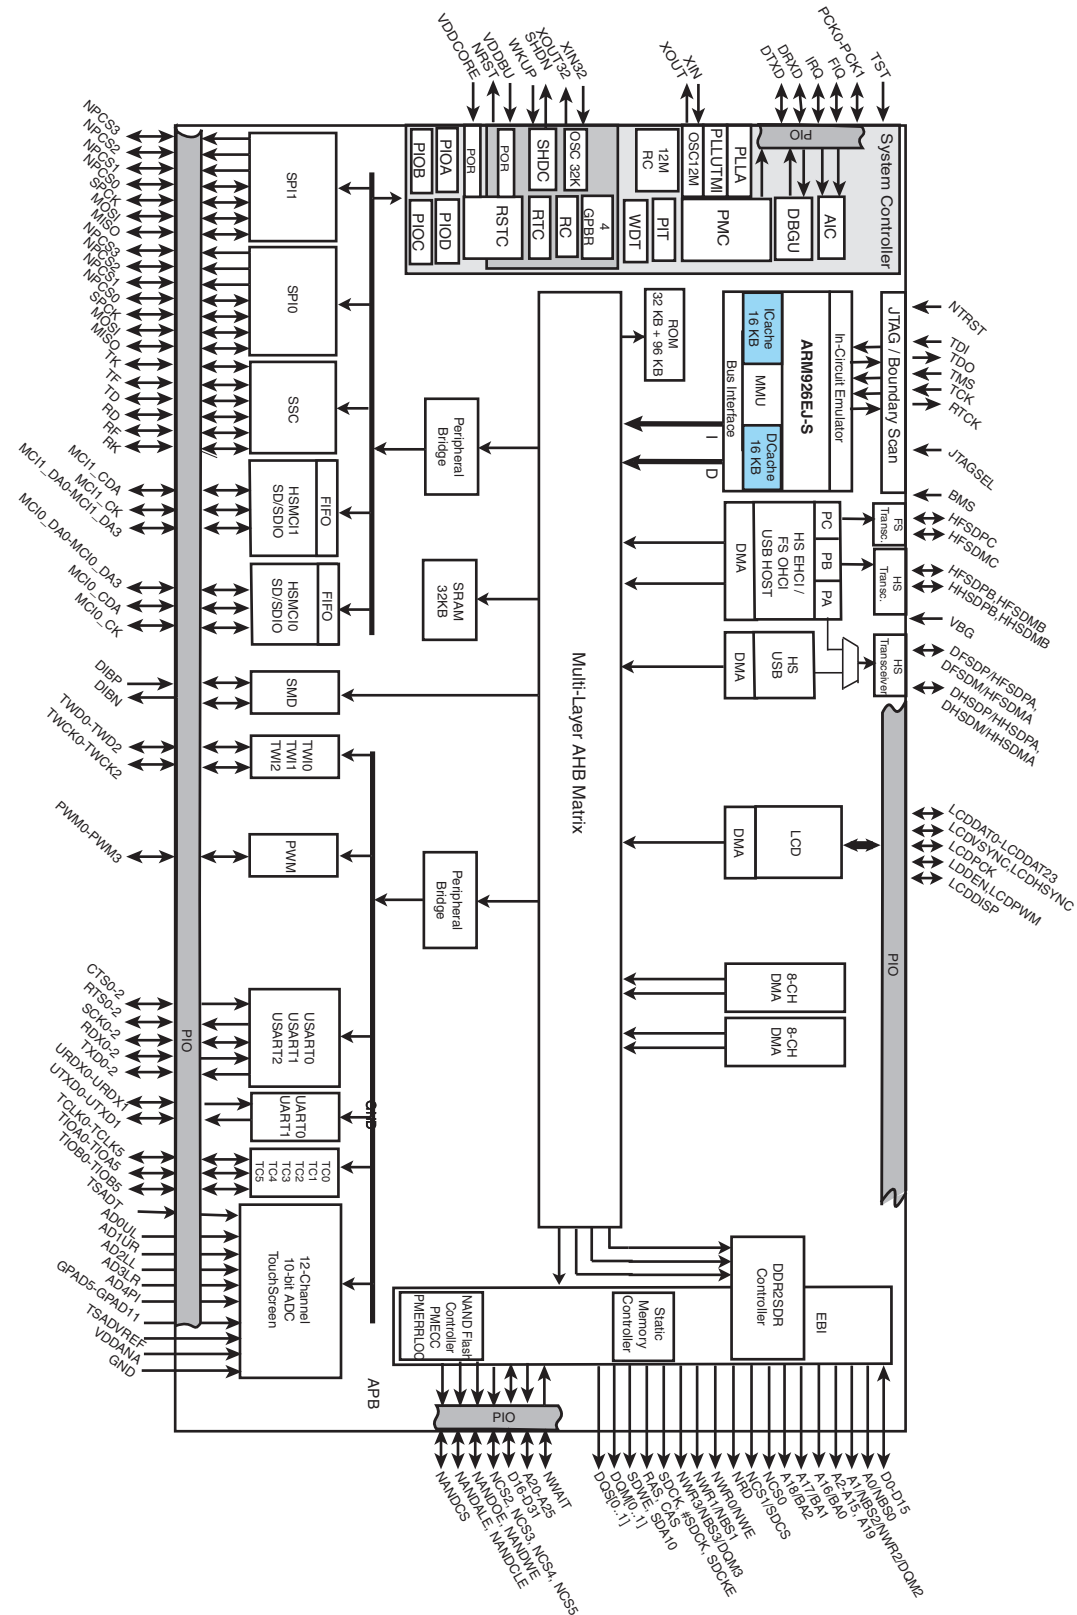 TST
PCK0-PCK1
FIQ
IRQ
DRXD
DTXD
XIN
XOUT
XIN32
XOUT32
SHDN
WKUP
VDDBU
NRST
VDDCORE
System Controller
PIO
AIC
DBGU
PMC
PLLA
PLLUTMI
OSC12M
12M
RC
PIT
WDT
4
GPBR
OSC 32K
RC
SHDC
RTC
POR
RSTC
POR
PIOA
PIOB
PIOD
PIOC
NTRST
TDI
TDO
TMS
TCK
RTCK
JTAGSEL
JTAG / Boundary Scan
In-Circuit Emulator
ARM926EJ-S
ICache
16 KB
MMU
DCache
16 KB
Bus Interface
I
D
ROM
32 KB + 96 KB
BMS
HFSDPC
HFSDMC
HFSDPB,HFSDMB
HHSDPB,HHSDMB
VBG
DFSDP/HFSDPA,
DFSDM/HFSDMA
DHSDP/HHSDPA,
DHSDM/HHSDMA
FS
Transc.
HS
Transc.
HS
Transceiver
PC
PB
PA
HS EHCI /
FS OHCI
USB HOST
DMA
HS
USB
DMA
LCDDAT0-LCDDAT23
LCDVSYNC,LCDHSYNC
LCDPCK
LDDEN,LCDPWM
LCDDISP
LCD
DMA
PIO
8-CH
DMA
8-CH
DMA
Multi-Layer AHB Matrix
Peripheral
Bridge
SRAM
32KB
Peripheral
Bridge
EBI
DDR2SDR
Controller
Static
Memory
Controller
NAND Flash
Controller
PMECC
PMERRLOC
APB
PIO
D0-D15
A0/NBS0
A1/NBS2/NWR2/DQM2
A2-A15, A19
A16/BA0
A17/BA1
A18/BA2
NCS0
NCS1/SDCS
NRD
NWR0/NWE
NWR1/NBS1
NWR3/NBS3/DQM3
SDCK, #SDCK, SDCKE
RAS, CAS
SDWE, SDA10
DQM[0..1]
DQS[0..1]
NWAIT
A20-A25
D16-D31
NCS2, NCS3, NCS4, NCS5
NANDOE, NANDWE
NANDALE, NANDCLE
NANDCS
SPI1
SPI0
SSC
FIFO
HSMCI1
SD/SDIO
FIFO
HSMCI0
SD/SDIO
SMD
TWI0
TWI1
TWI2
PWM
USART0
USART1
USART2
GND
UART0
UART1
TC0
TC1
TC2
TC3
TC4
TC5
12-Channel
10-bit ADC
TouchScreen
PIO
NPCS3
NPCS2
NPCS1
NPCS0
SPCK
MOSI
MISO
NPCS3
NPCS2
NPCS1
NPCS0
SPCK
MOSI
MISO
TK
TF
TD
RD
RF
RK
MCI1_CDA
MCI1_CK
MCI1_DA0-MCI1_DA3
MCI0_DA0-MCI0_DA3
MCI0_CDA
MCI0_CK
DIBP
DIBN
TWD0-TWD2
TWCK0-TWCK2
PWM0-PWM3
CTS0-2
RTS0-2
SCK0-2
RDX0-2
TXD0-2
URDX0-URDX1
UTXD0-UTXD1
TCLK0-TCLK5
TIOA0-TIOA5
TIOB0-TIOB5
TSADT
AD0UL
AD1UR
AD2LL
AD3LR
AD4PI
GPAD5-GPAD11
TSADVREF
VDDANA
GND